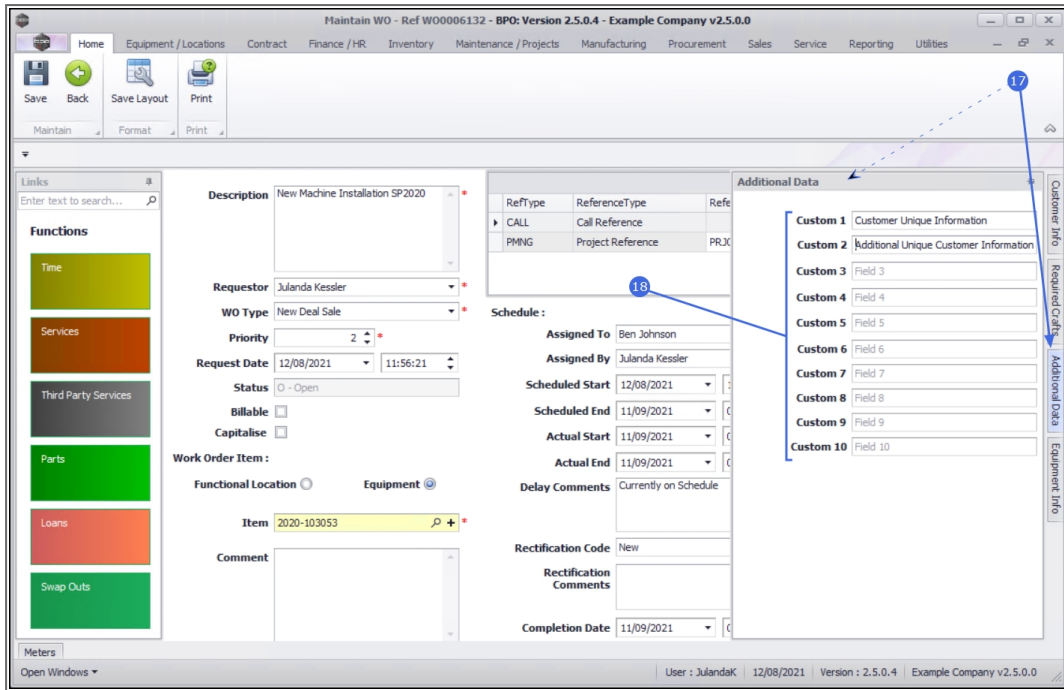 Maintain WO - Ref WO00006132 - BPO: Version 2.5.0.4 - Example Company v2.5.0.0
Home Equipment / Locations Contract Finance / HR Inventory Maintenance / Projects Manufacturing Procurement Sales Service Reporting Utilities
Save Back Save Layout Print
Maintain Format Print
17
Links
Enter text to search...
Functions
Time
Services
Third Party Services
Parts
Loans
Swap Outs
Description New Machine Installation SP2020 *
Requestor Julanda Kessler *
WO Type New Deal Sale *
Priority 2 *
Request Date 12/08/2021 11:56:21
Status O - Open
Billable
Capitalise
Work Order Item :
Functional Location Equipment
Item 2020-103053 *
Comment
RefType ReferenceType Refe
CALL Call Reference
PMNG Project Reference PRJ
18
Schedule :
Assigned To Ben Johnson
Assigned By Julanda Kessler
Scheduled Start 12/08/2021 1
Scheduled End 11/09/2021 0
Actual Start 11/09/2021 0
Actual End 11/09/2021 0
Delay Comments Currently on Schedule
Rectification Code New
Rectification
Comments
Completion Date 11/09/2021 0
Additional Data
Custom 1 Customer Unique Information
Custom 2 Additional Unique Customer Information
Custom 3 Field 3
Custom 4 Field 4
Custom 5 Field 5
Custom 6 Field 6
Custom 7 Field 7
Custom 8 Field 8
Custom 9 Field 9
Custom 10 Field 10
Customer Info
Required Crafts
Additional Data
Equipment Info
Meters
Open Windows User : JulandaK 12/08/2021 Version : 2.5.0.4 Example Company v2.5.0.0